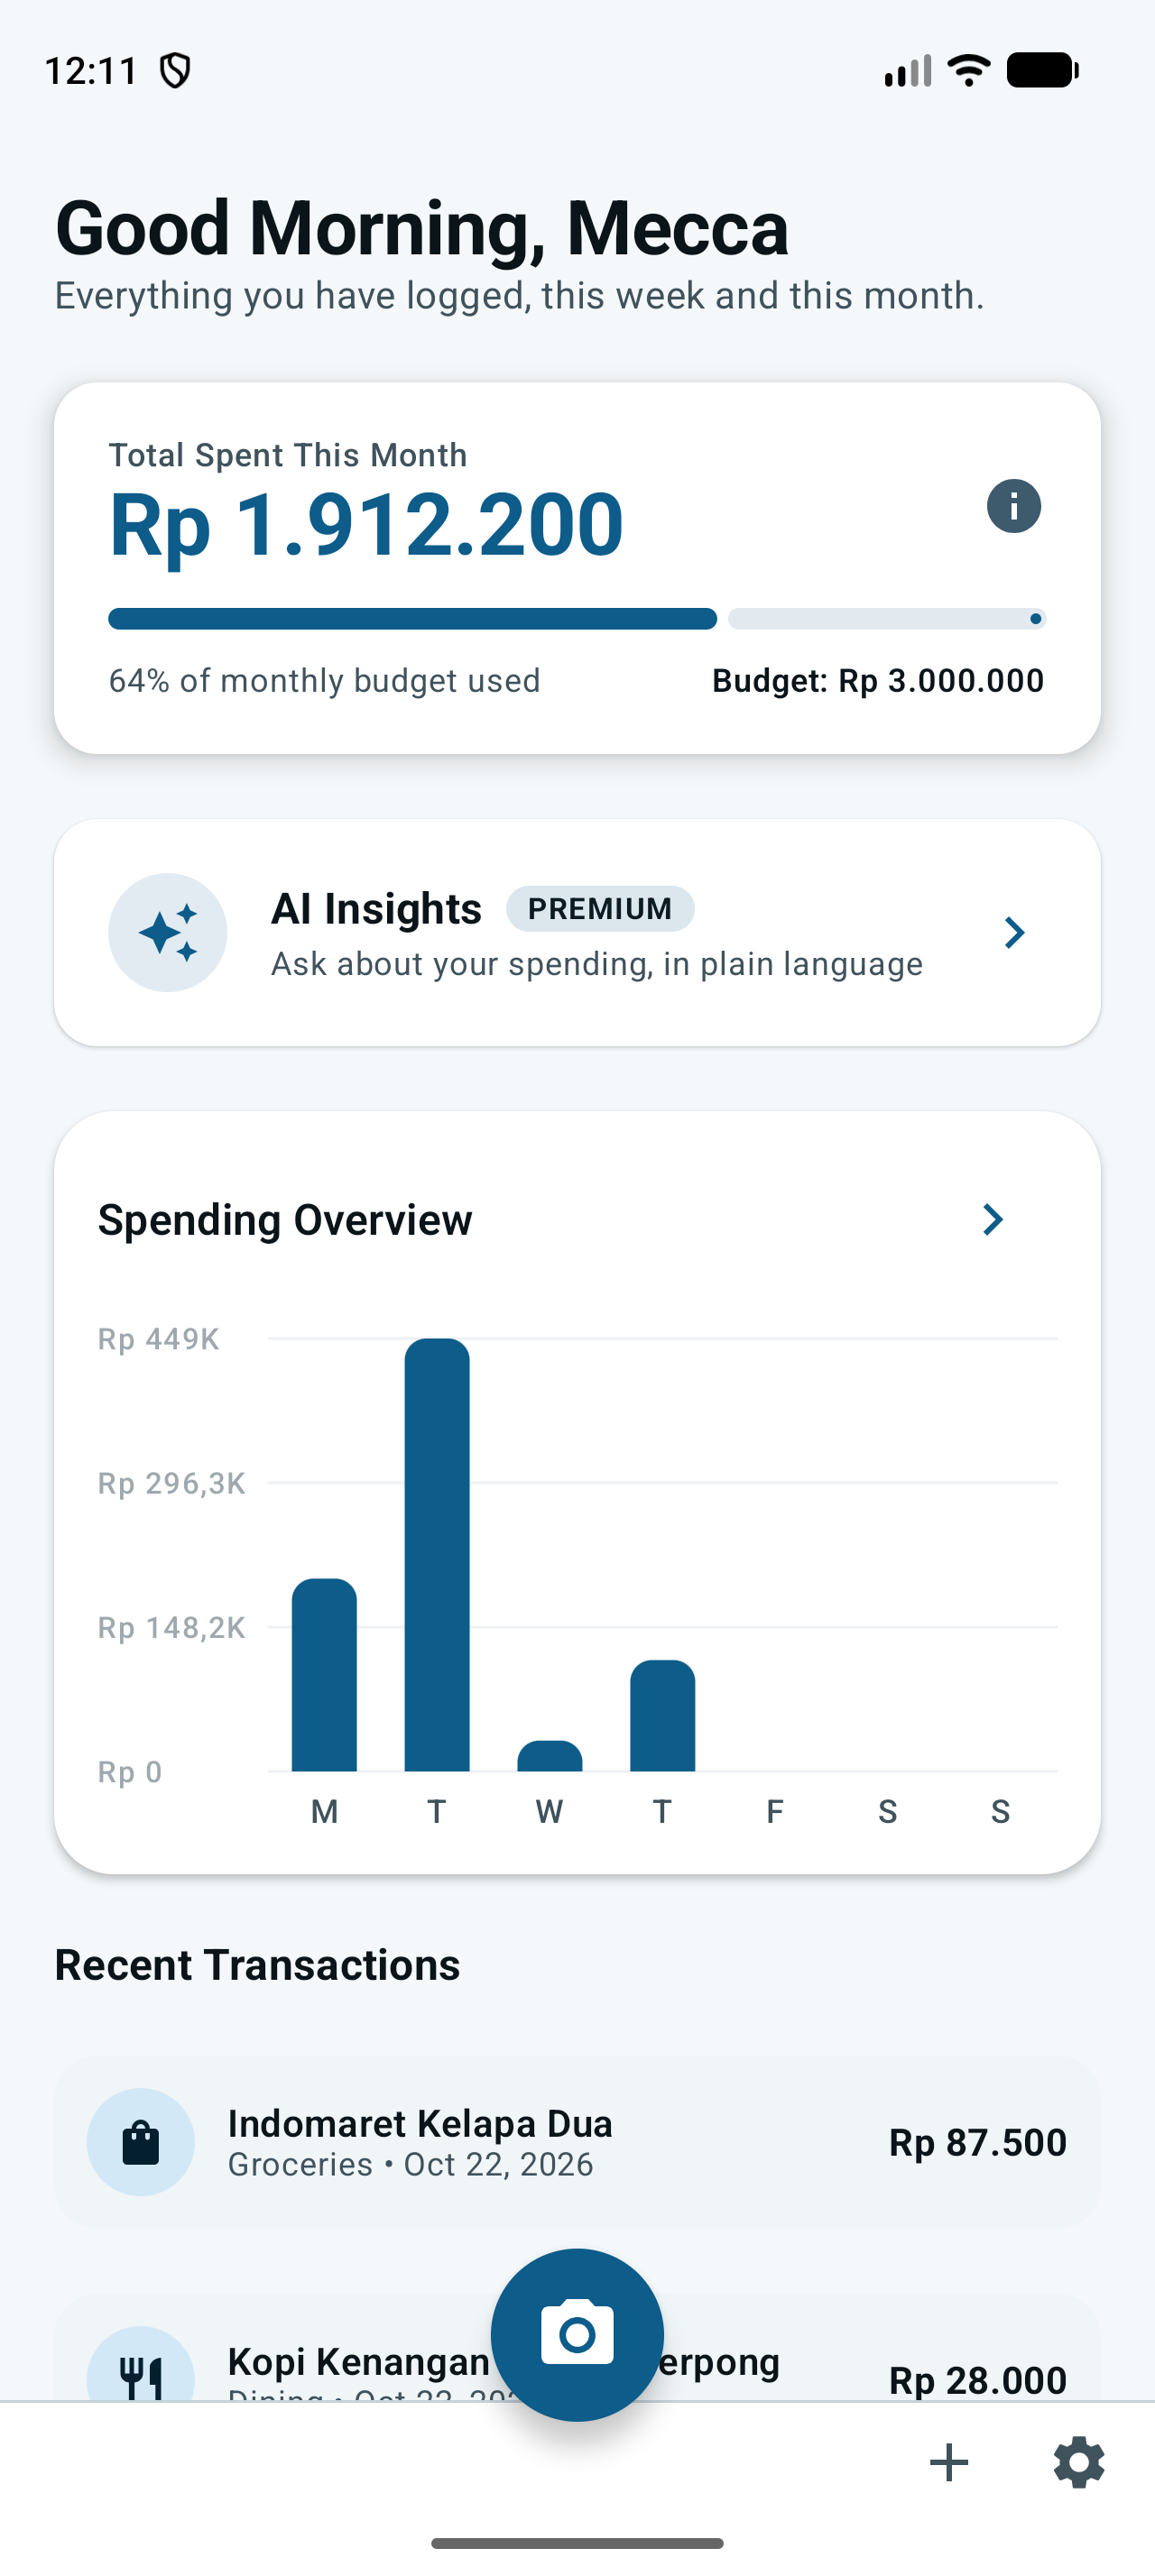 12:11
Good Morning, Mecca
Everything you have logged, this week and this month.
Total Spent This Month
Rp 1.912.200
64% of monthly budget used
Budget: Rp 3.000.000
AI Insights PREMIUM
Ask about your spending, in plain language
Spending Overview
Rp 449K
Rp 296,3K
Rp 148,2K
Rp 0
M T W T F S S
Recent Transactions
Indomaret Kelapa Dua
Groceries • Oct 22, 2026
Rp 87.500
Kopi Kenangan
Rp 28.000
Dining • Oct 22,